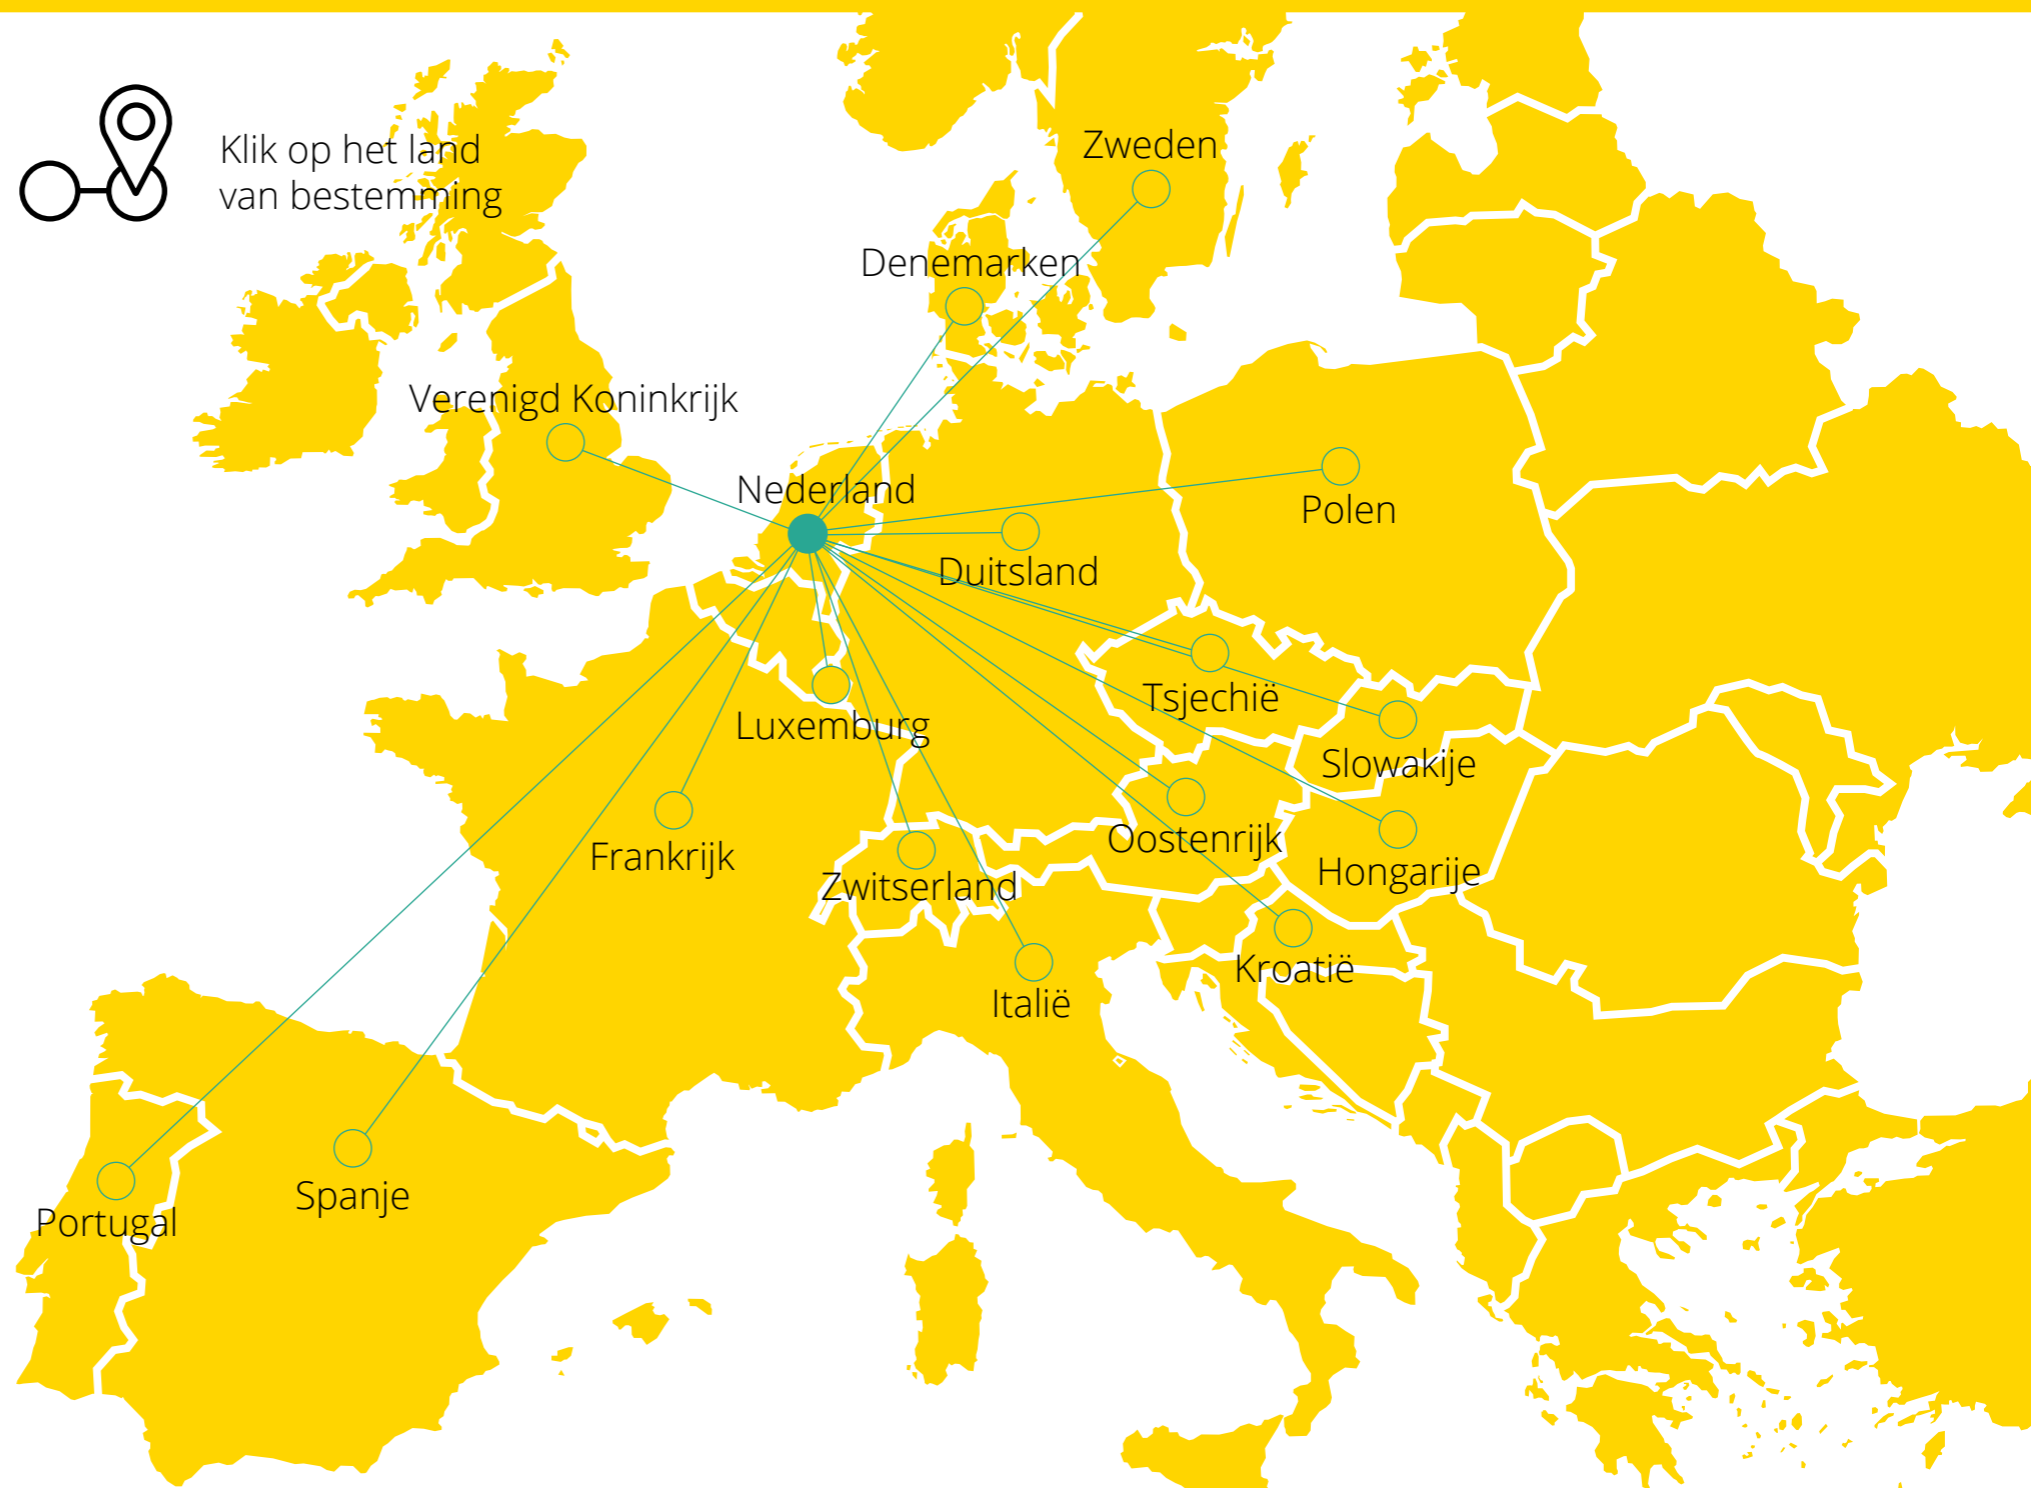 Klik op het land
van bestemming
Zweden
Denemarken
Verenigd Koninkrijk
Nederland
Polen
Duitsland
Tsjechië
Luxemburg
Slowakije
Oostenrijk
Frankrijk
Hongarije
Zwitserland
Kroatië
Italië
Spanje
Portugal